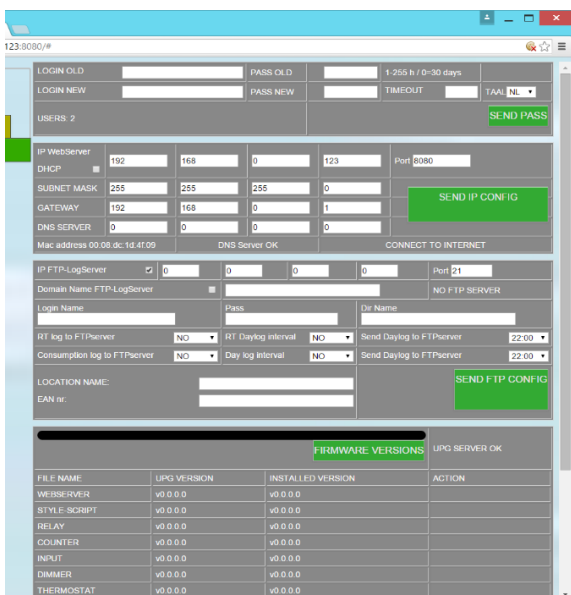 123:8080/#
LOGIN OLD PASS OLD 1-255 h / 0=30 days
LOGIN NEW PASS NEW TIMEOUT TAAL NL
USERS: 2 SEND PASS
IP WebServer 192 168 0 123 Port 8080
DHCP
SUBNET MASK 255 255 255 0
SEND IP CONFIG
GATEWAY 192 168 0 1
DNS SERVER 0 0 0 0
Mac address 00:08:dc:1d:4f:09 DNS Server OK CONNECT TO INTERNET
IP FTP-LogServer 0 0 0 0 Port 21
Domain Name FTP-LogServer NO FTP SERVER
Login Name Pass Dir Name
RT log to FTPserver NO RT Daylog interval NO Send Daylog to FTPserver 22:00
Consumption log to FTPserver NO Day log interval NO Send Daylog to FTPserver 22:00
LOCATION NAME: SEND FTP CONFIG
EAN nr.
FIRMWARE VERSIONS UPG SERVER OK
FILE NAME UPG VERSION INSTALLED VERSION ACTION
WEBSERVER v0.0.0.0 v0.0.0.0
STYLE-SCRIPT v0.0.0.0 v0.0.0.0
RELAY v0.0.0.0 v0.0.0.0
COUNTER v0.0.0.0 v0.0.0.0
INPUT v0.0.0.0 v0.0.0.0
DIMMER v0.0.0.0 v0.0.0.0
THERMOSTAT v0.0.0.0 v0.0.0.0